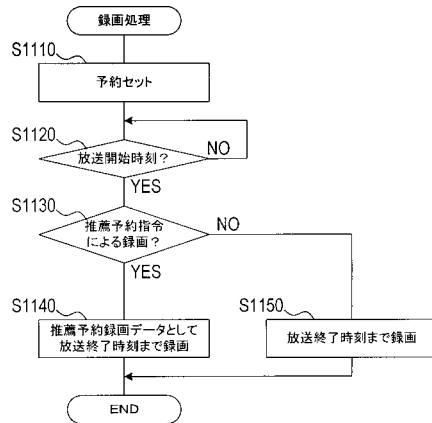 録画処理
S1110
予約セット
S1120
放送開始時刻？
NO
YES
S1130
推薦予約指令
による録画？
NO
YES
S1140
推薦予約録画データとして
放送終了時刻まで録画
S1150
放送終了時刻まで録画
END